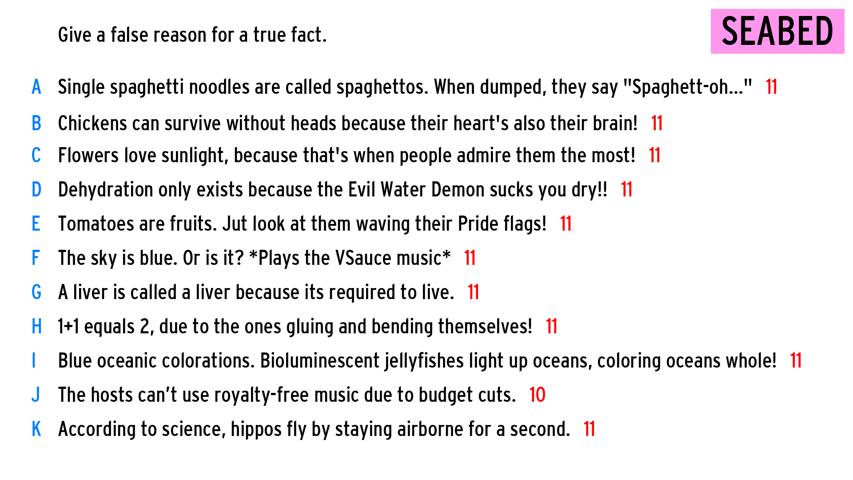 Give a false reason for a true fact.
SEABED
A Single spaghetti noodles are called spaghettos. When dumped, they say "Spaghett-oh..." 11
B Chickens can survive without heads because their heart's also their brain! 11
C Flowers love sunlight, because that's when people admire them the most! 11
D Dehydration only exists because the Evil Water Demon sucks you dry!! 11
E Tomatoes are fruits. Jut look at them waving their Pride flags! 11
F The sky is blue. Or is it? *Plays the VSauce music* 11
G A liver is called a liver because its required to live. 11
H 1+1 equals 2, due to the ones gluing and bending themselves! 11
I Blue oceanic colorations. Bioluminescent jellyfishes light up oceans, coloring oceans whole! 11
J The hosts can’t use royalty-free music due to budget cuts. 10
K According to science, hippos fly by staying airborne for a second. 11